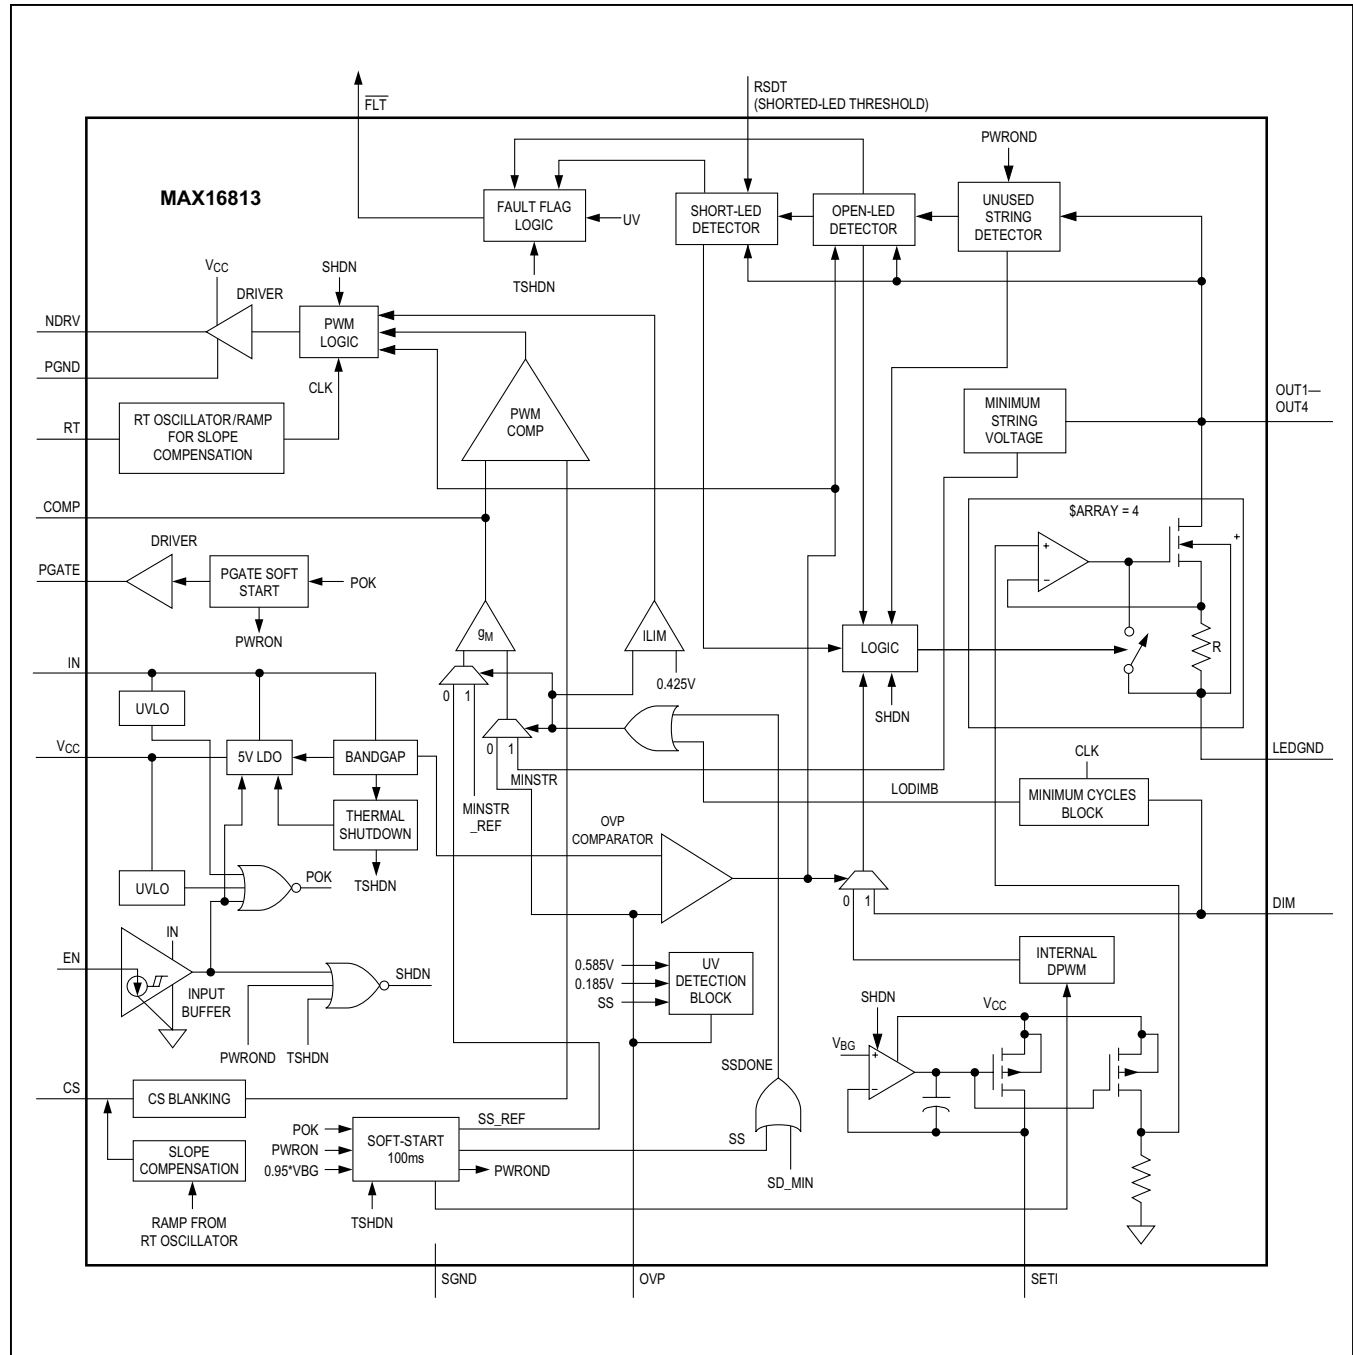 FLT
RSDT
(SHORTED-LED THRESHOLD)
PWROND
MAX16813
FAULT FLAG
LOGIC
UV
TSHDN
SHORT-LED
DETECTOR
OPEN-LED
DETECTOR
UNUSED
STRING
DETECTOR
VCC
SHDN
DRIVER
NDRV
PWM
LOGIC
PGND
CLK
RT
RT OSCILLATOR/RAMP
FOR SLOPE
COMPENSATION
PWM
COMP
MINIMUM
STRING
VOLTAGE
OUT1—
OUT4
COMP
$ARRAY = 4
+
-
+
R
DRIVER
PGATE
PGATE SOFT
START
POK
PWRON
gM
ILIM
0.425V
LOGIC
SHDN
IN
UVLO
0 1
0 1
MINSTR
MINSTR
_REF
VCC
5V LDO
BANDGAP
THERMAL
SHUTDOWN
TSHDN
LEDGND
CLK
LODIMB
MINIMUM CYCLES
BLOCK
OVP
COMPARATOR
UVLO
POK
0 1
DIM
EN
IN
INPUT
BUFFER
SHDN
PWROND
TSHDN
0.585V
0.185V
SS
UV
DETECTION
BLOCK
INTERNAL
DPWM
SHDN
VCC
VBG
+
-
SSDONE
CS
CS BLANKING
SLOPE
COMPENSATION
RAMP FROM
RT OSCILLATOR
POK
PWRON
0.95*VBG
SOFT-START
100ms
SS_REF
SS
PWROND
TSHDN
SD_MIN
SGND
OVP
SETI